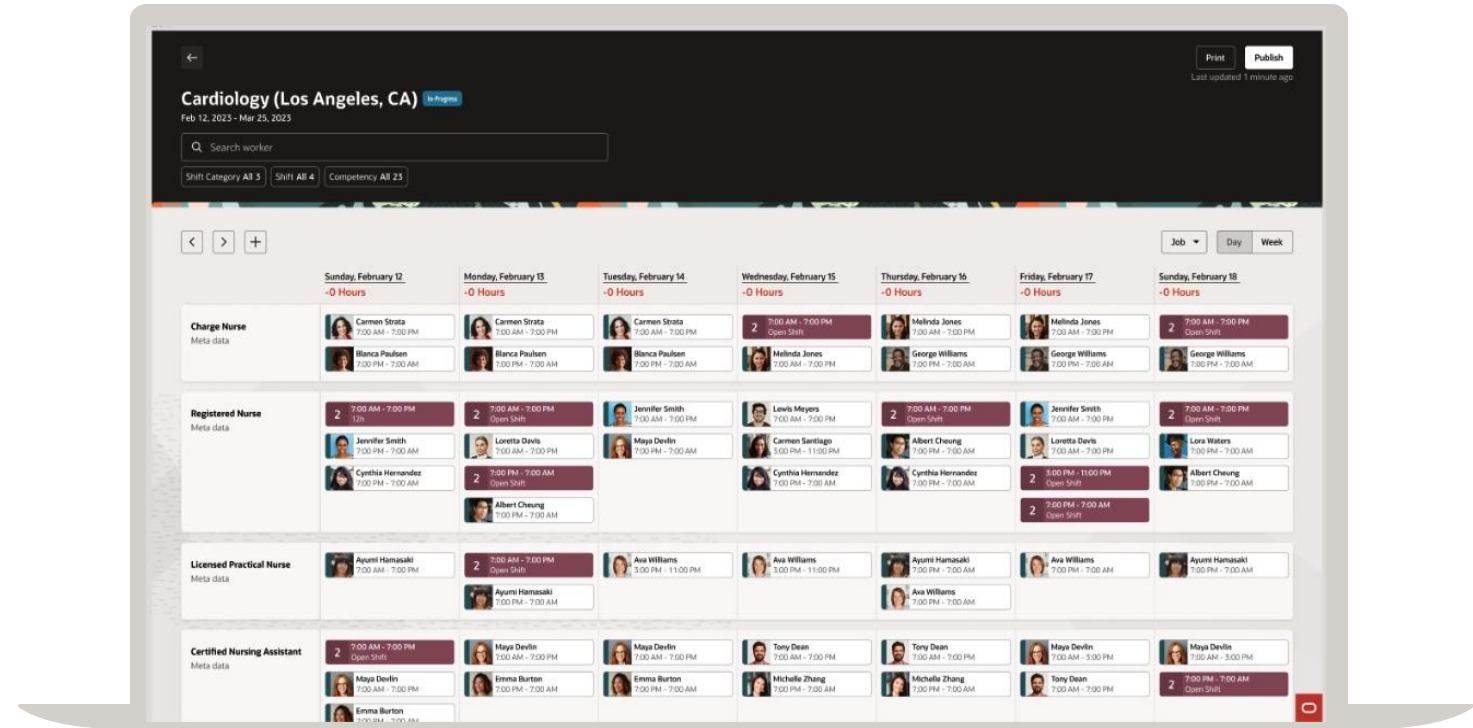 Print
Publish
Last updated 1 minute ago
Cardiology (Los Angeles, CA)
In-Progress
Feb 12, 2023 - Mar 25, 2023
Search worker
Shift Category All 3
Shift All 4
Competency All 23
Job
Day
Week
Sunday, February 12
-0 Hours
Monday, February 13
-0 Hours
Tuesday, February 14
-0 Hours
Wednesday, February 15
-0 Hours
Thursday, February 16
-0 Hours
Friday, February 17
-0 Hours
Sunday, February 18
-0 Hours
Charge Nurse
Meta data
Carmen Strata
7:00 AM - 7:00 PM
Blanca Paulsen
7:00 PM - 7:00 AM
Carmen Strata
7:00 AM - 7:00 PM
Blanca Paulsen
7:00 PM - 7:00 AM
Carmen Strata
7:00 AM - 7:00 PM
Blanca Paulsen
7:00 PM - 7:00 AM
2
7:00 AM - 7:00 PM
Open Shift
Melinda Jones
7:00 AM - 7:00 PM
Melinda Jones
7:00 AM - 7:00 PM
George Williams
7:00 PM - 7:00 AM
Melinda Jones
7:00 AM - 7:00 PM
George Williams
7:00 PM - 7:00 AM
2
7:00 AM - 7:00 PM
Open Shift
George Williams
7:00 PM - 7:00 AM
Registered Nurse
Meta data
2
7:00 AM - 7:00 PM
12h
Jennifer Smith
7:00 PM - 7:00 AM
Cynthia Hernandez
7:00 PM - 7:00 AM
2
7:00 AM - 7:00 PM
Open Shift
Loretta Davis
7:00 AM - 7:00 PM
2
7:00 PM - 7:00 AM
Open Shift
Albert Cheung
7:00 PM - 7:00 AM
Jennifer Smith
7:00 AM - 7:00 PM
Maya Devlin
7:00 PM - 7:00 AM
Lewis Meyers
7:00 AM - 7:00 PM
Carmen Santiago
3:00 PM - 11:00 PM
Cynthia Hernandez
7:00 PM - 7:00 AM
2
7:00 AM - 7:00 PM
Open Shift
Albert Cheung
7:00 PM - 7:00 AM
Cynthia Hernandez
7:00 PM - 7:00 AM
Jennifer Smith
7:00 AM - 7:00 PM
Loretta Davis
7:00 AM - 7:00 PM
2
3:00 PM - 11:00 PM
Open Shift
2
7:00 PM - 7:00 AM
Open Shift
2
7:00 AM - 7:00 PM
Open Shift
Lora Waters
7:00 PM - 7:00 AM
Albert Cheung
7:00 PM - 7:00 AM
Licensed Practical Nurse
Meta data
Ayumi Hamasaki
7:00 AM - 7:00 PM
2
7:00 AM - 7:00 PM
Open Shift
Ayumi Hamasaki
7:00 PM - 7:00 AM
Ava Williams
3:00 PM - 11:00 PM
Ava Williams
3:00 PM - 11:00 PM
Ayumi Hamasaki
7:00 PM - 7:00 AM
Ava Williams
7:00 PM - 7:00 AM
Ava Williams
7:00 PM - 7:00 AM
Ayumi Hamasaki
7:00 PM - 7:00 AM
Certified Nursing Assistant
Meta data
2
7:00 AM - 7:00 PM
Open Shift
Maya Devlin
7:00 AM - 7:00 PM
Emma Burton
7:00 PM - 7:00 AM
Maya Devlin
7:00 AM - 7:00 PM
Emma Burton
7:00 PM - 7:00 AM
Maya Devlin
7:00 AM - 7:00 PM
Emma Burton
7:00 PM - 7:00 AM
Tony Dean
7:00 AM - 7:00 PM
Michelle Zhang
7:00 PM - 7:00 AM
Tony Dean
7:00 AM - 7:00 PM
Michelle Zhang
7:00 PM - 7:00 AM
Maya Devlin
7:00 AM - 3:00 PM
Tony Dean
7:00 AM - 7:00 PM
Maya Devlin
7:00 AM - 3:00 PM
2
7:00 PM - 7:00 AM
Open Shift